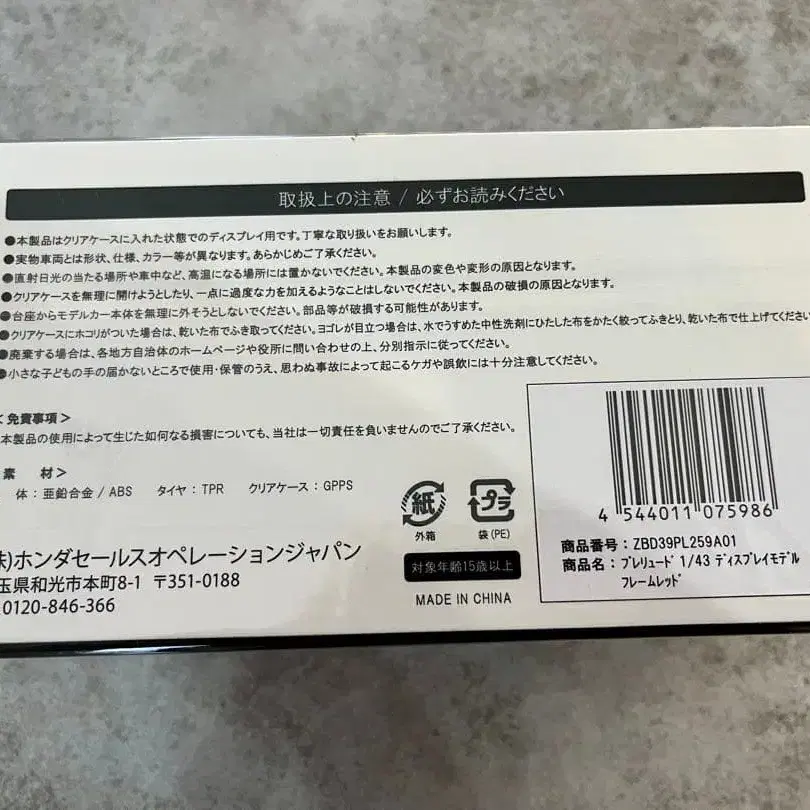 取扱上の注意 / 必ずお読みください
●本製品はクリアケースに入れた状態でのディスプレイ用です。丁寧な取り扱いをお願いします。
●実物車両とは形状、仕様、カラー等が異なります。あらかじめご了承ください。
●直射日光の当たる場所や車中など、高温になる場所には置かないでください。本製品の変色や変形の原因となります。
●クリアケースを無理に開けようとしたり、一点に過度な力を加えるようなことはしないでください。本製品の破損の原因となります。
●台座からモデルカー本体を無理に外そうとしないでください。部品等が破損する可能性があります。
●クリアケースにホコリがついた場合は、乾いた布でふき取ってください。ヨゴレが目立つ場合は、水でうすめた中性洗剤にひたした布をかたく絞ってふきとり、乾いた布で仕上げてください
●廃棄する場合は、各地方自治体のホームページや役所に問い合わせの上、分別指示に従ってください。
●小さな子どもの手の届かないところで使用・保管のうえ、思わぬ事故によって起こるケガや誤飲には十分注意してください。
<免責事項>
本製品の使用によって生じた如何なる損害についても、当社は一切責任を負いませんのでご了承ください。
素 材>
体：亜鉛合金 / ABS タイヤ：TPR クリアケース：GPPS
紙
外箱
プラ
袋(PE)
対象年齢15歳以上
MADE IN CHINA
株)ホンダセールスオペレーションジャパン
玉県和光市本町8-1 〒351-0188
0120-846-366
4 544011 075986
商品番号：ZBD39PL259A01
商品名：プレリュード 1/43 ディスプレイモデル
フレームレッド